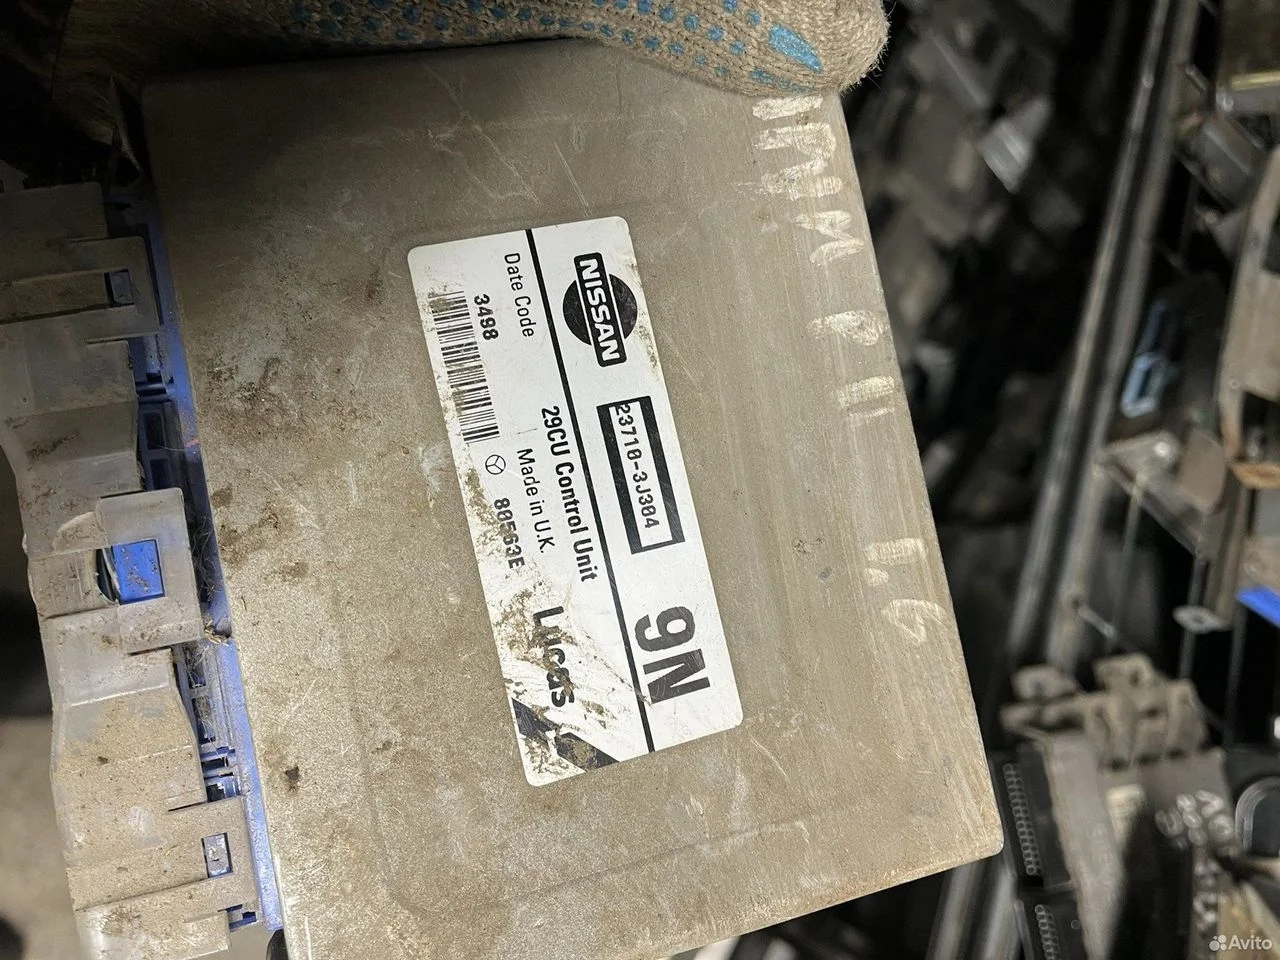 NISSAN
23710-3J304
9N
29CU Control Unit
Date Code
Made in U.K.
Lucas
3498
80563E
Avito